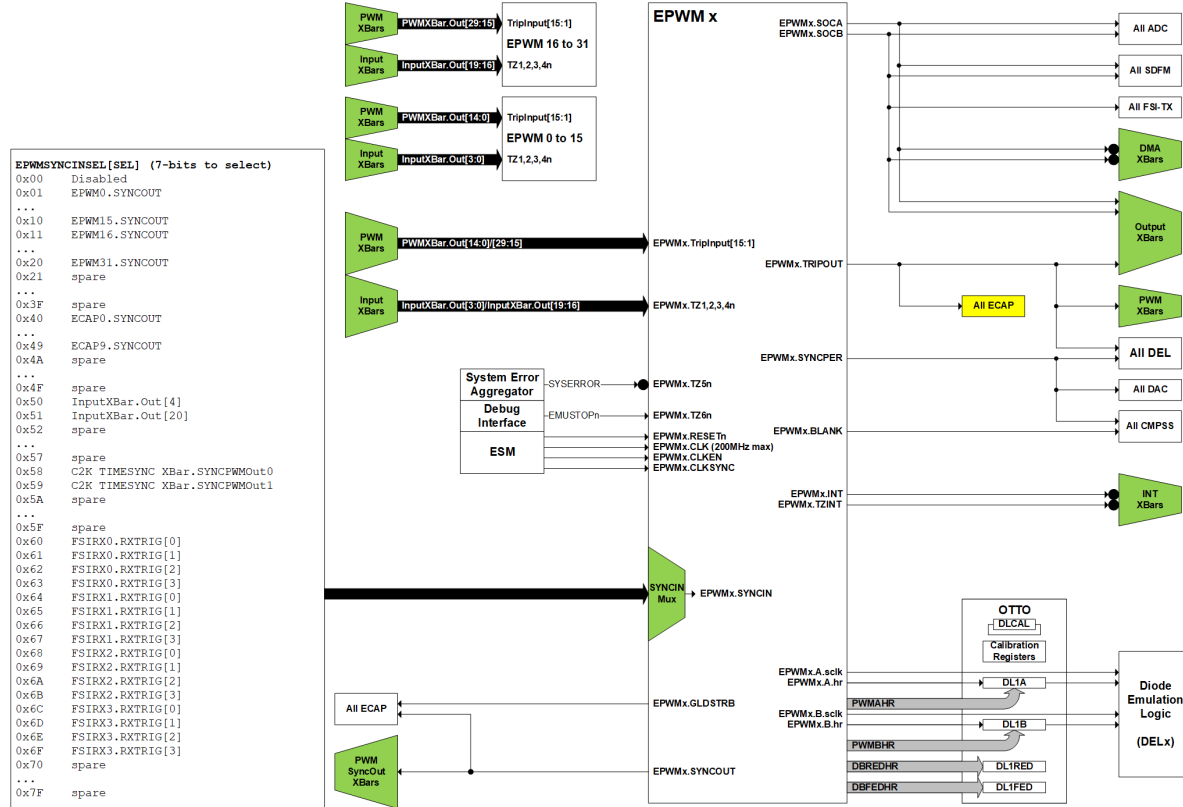 EPWMSYNCINSEL[SEL] (7-bits to select)
0x00 Disabled
0x01 EPWM0.SYNCOUT
...
0x10 EPWM15.SYNCOUT
0x11 EPWM16.SYNCOUT
...
0x20 EPWM31.SYNCOUT
0x21 spare
...
0x3F spare
0x40 ECAP0.SYNCOUT
...
0x49 ECAP9.SYNCOUT
0x4A spare
...
0x4F spare
0x50 InputXBar.Out[4]
0x51 InputXBar.Out[20]
0x52 spare
...
0x57 spare
0x58 C2K TIMESYNC XBar.SYNCPWMOut0
0x59 C2K TIMESYNC XBar.SYNCPWMOut1
0x5A spare
...
0x5F spare
0x60 FSIRX0.RXTRIG[0]
0x61 FSIRX0.RXTRIG[1]
0x62 FSIRX0.RXTRIG[2]
0x63 FSIRX0.RXTRIG[3]
0x64 FSIRX1.RXTRIG[0]
0x65 FSIRX1.RXTRIG[1]
0x66 FSIRX1.RXTRIG[2]
0x67 FSIRX1.RXTRIG[3]
0x68 FSIRX2.RXTRIG[0]
0x69 FSIRX2.RXTRIG[1]
0x6A FSIRX2.RXTRIG[2]
0x6B FSIRX2.RXTRIG[3]
0x6C FSIRX3.RXTRIG[0]
0x6D FSIRX3.RXTRIG[1]
0x6E FSIRX3.RXTRIG[2]
0x6F FSIRX3.RXTRIG[3]
0x70 spare
...
0x7F spare
PWM
XBars
PWMXBar.Out[29:15]
TripInput[15:1]
EPWM 16 to 31
Input
XBars
InputXBar.Out[19:16]
TZ1,2,3,4n
PWM
XBars
PWMXBar.Out[14:0]
TripInput[15:1]
EPWM 0 to 15
Input
XBars
InputXBar.Out[3:0]
TZ1,2,3,4n
PWM
XBars
PWMXBar.Out[14:0]/[29:15]
Input
XBars
InputXBar.Out[3:0]/InputXBar.Out[19:16]
System Error
Aggregator
SYSERROR
Debug
Interface
EMUSTOPn
ESM
All ECAP
PWM
SyncOut
XBars
EPWM x
EPWMx.TripInput[15:1]
EPWMx.TZ1,2,3,4n
EPWMx.TZ5n
EPWMx.TZ6n
EPWMx.RESETn
EPWMx.CLK (200MHz max)
EPWMx.CLKEN
EPWMx.CLKSYNC
SYNCIN
Mux
EPWMx.SYNCIN
EPWMx.GLDSTRB
EPWMx.SYNCOUT
EPWMx.SOCA
EPWMx.SOCB
EPWMx.TRIPOUT
EPWMx.SYNCPER
EPWMx.BLANK
EPWMx.INT
EPWMx.TZINT
EPWMx.A.sclk
EPWMx.A.hr
PWMAHR
EPWMx.B.sclk
EPWMx.B.hr
PWMBHR
DBREDHR
DBFEDHR
OTTO
DLCAL
Calibration
Registers
DL1A
DL1B
DL1RED
DL1FED
All ADC
All SDFM
All FSI-TX
DMA
XBars
Output
XBars
All ECAP
PWM
XBars
All DEL
All DAC
All CMPSS
INT
XBars
Diode
Emulation
Logic
(DELx)